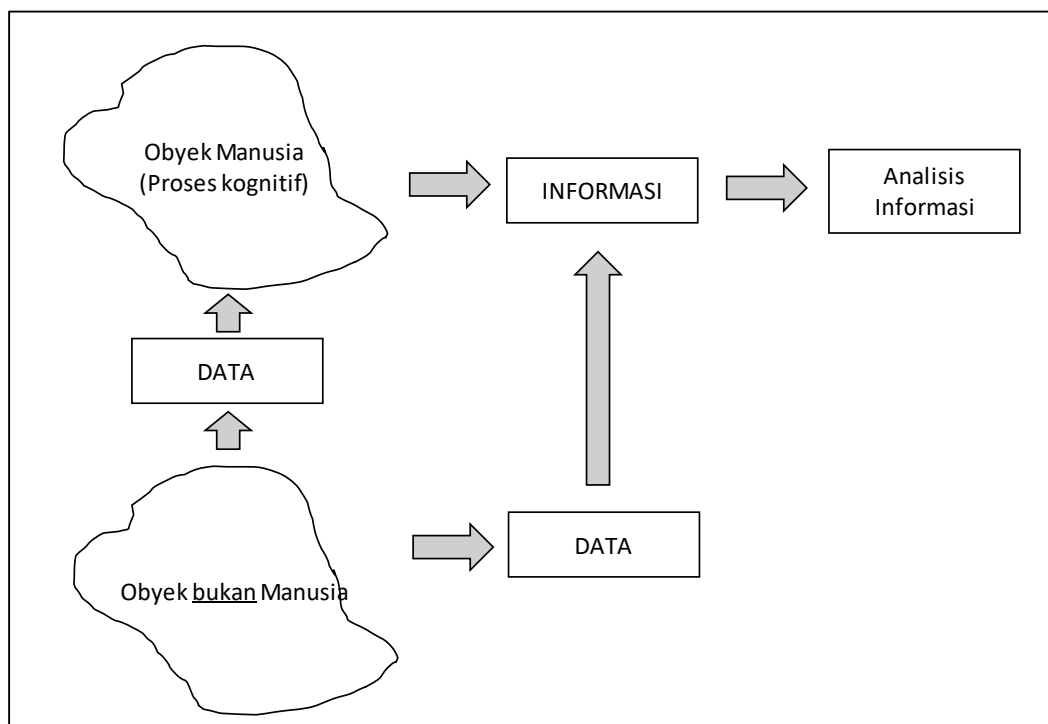 Obyek Manusia
(Proses kognitif)
INFORMASI
Analisis
Informasi
DATA
DATA
Obyek bukan Manusia